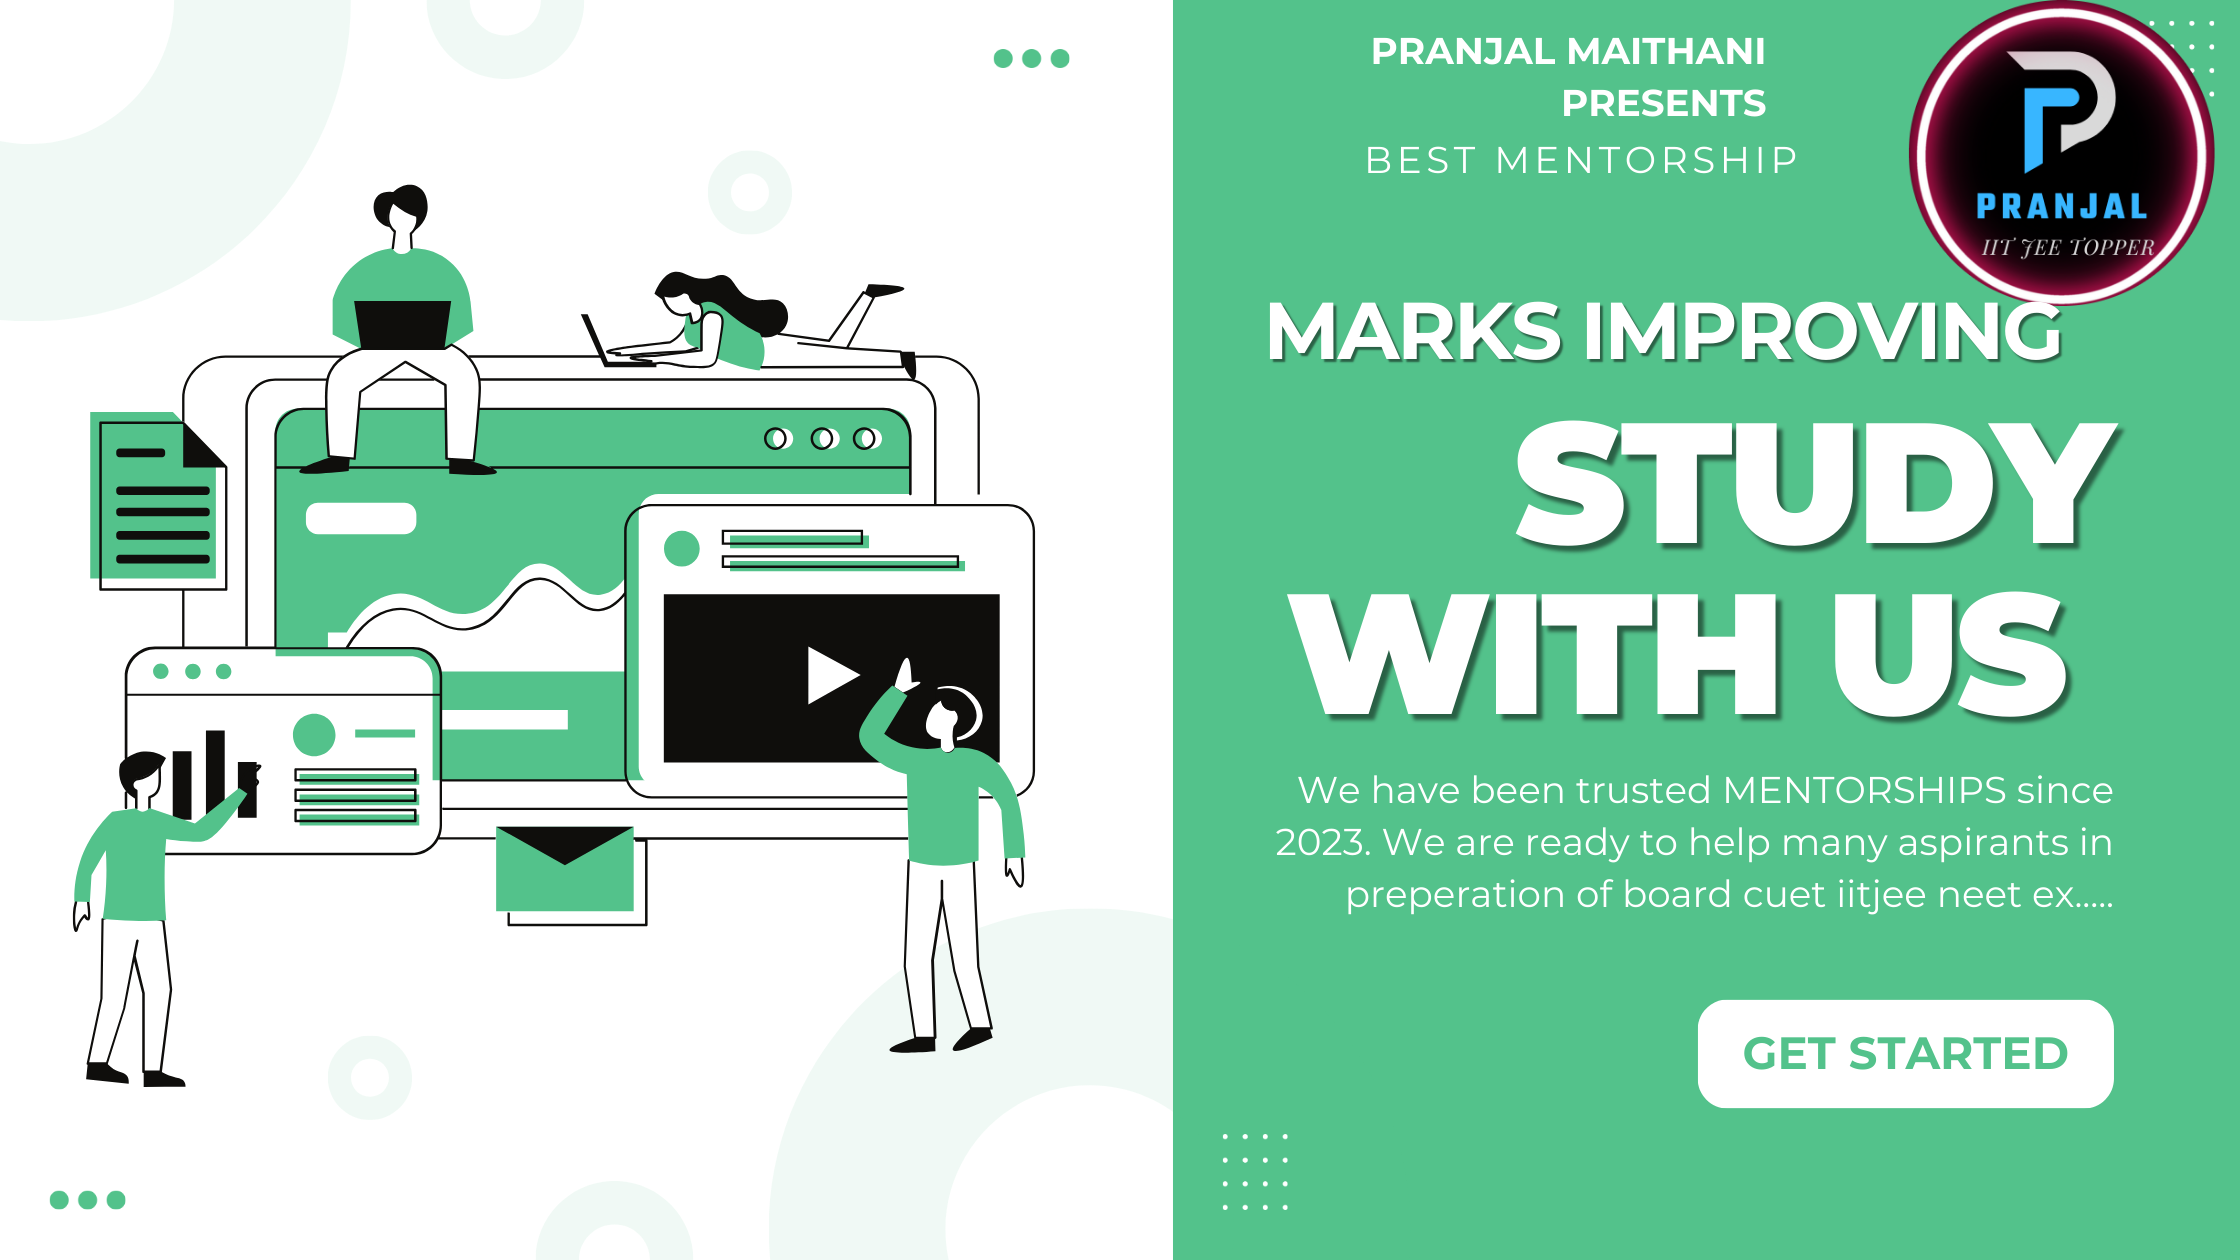 PRANJAL MAITHANI
PRESENTS
BEST MENTORSHIP
PRANJAL
IIT JEE TOPPER
MARKS IMPROVING
STUDY
WITH US
We have been trusted MENTORSHIPS since
2023. We are ready to help many aspirants in
preperation of board cuet iitjee neet ex.....
GET STARTED